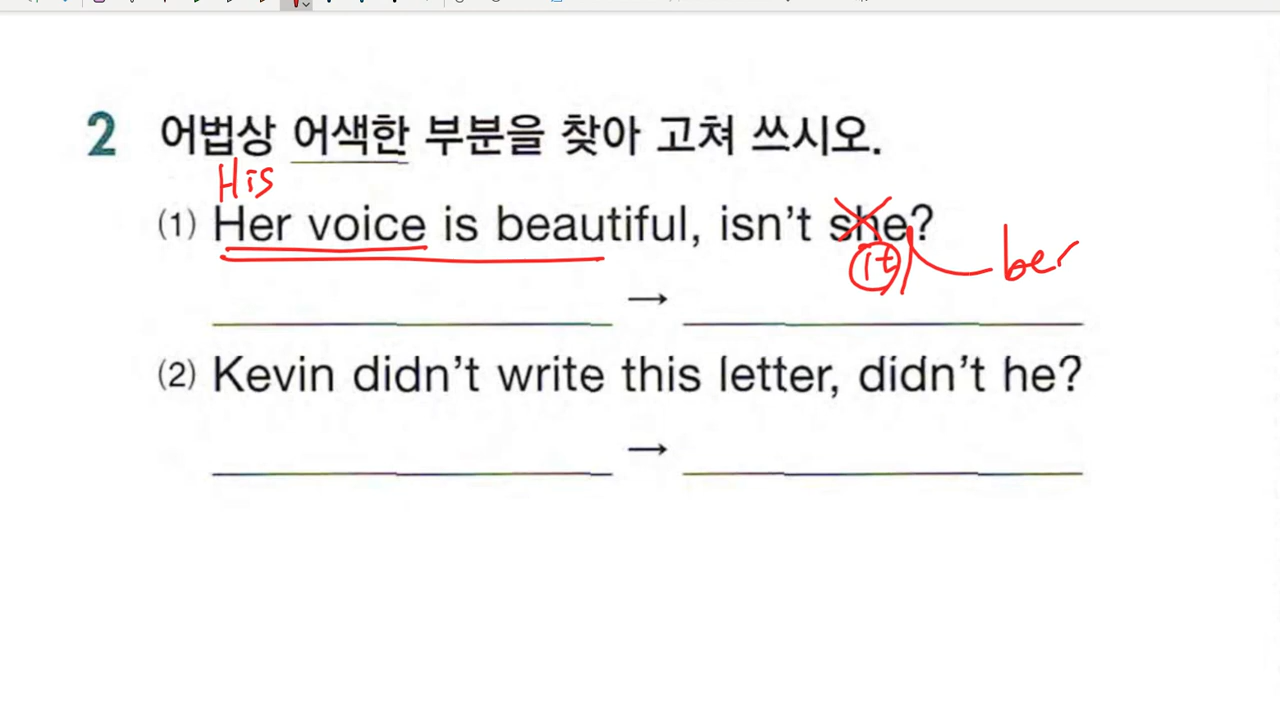 2 어법상 어색한 부분을 찾아 고쳐 쓰시오.
His
(1) Her voice is beautiful, isn't she?
it
ber
→
(2) Kevin didn't write this letter, didn't he?
→